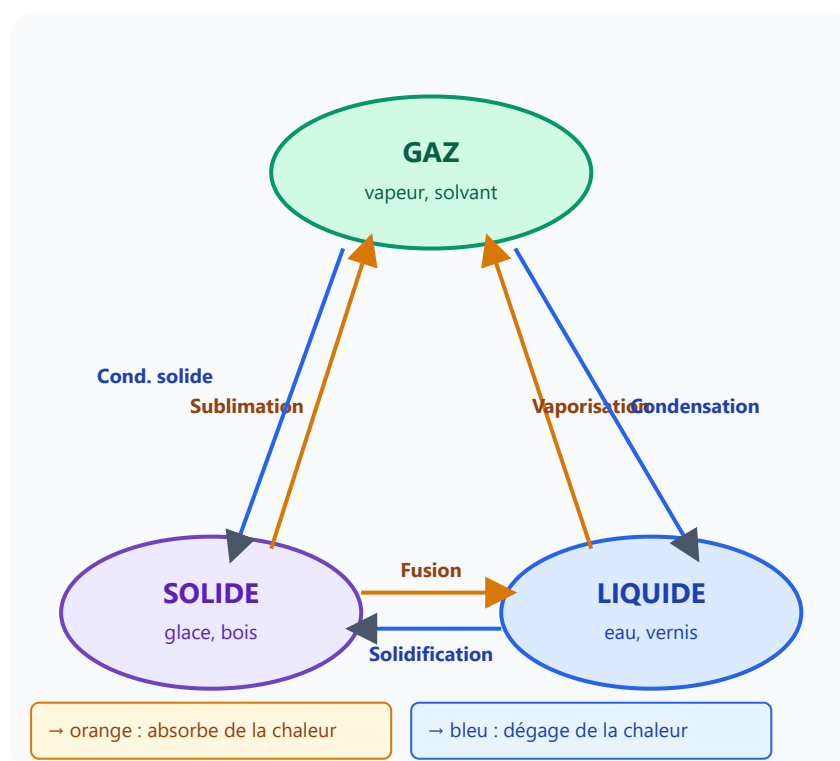 GAZ
vapeur, solvant
Cond. solide
Sublimation
Vaporisation
Condensation
Fusion
SOLIDE
glace, bois
LIQUIDE
eau, vernis
Solidification
→ orange : absorbe de la chaleur
→ bleu : dégage de la chaleur